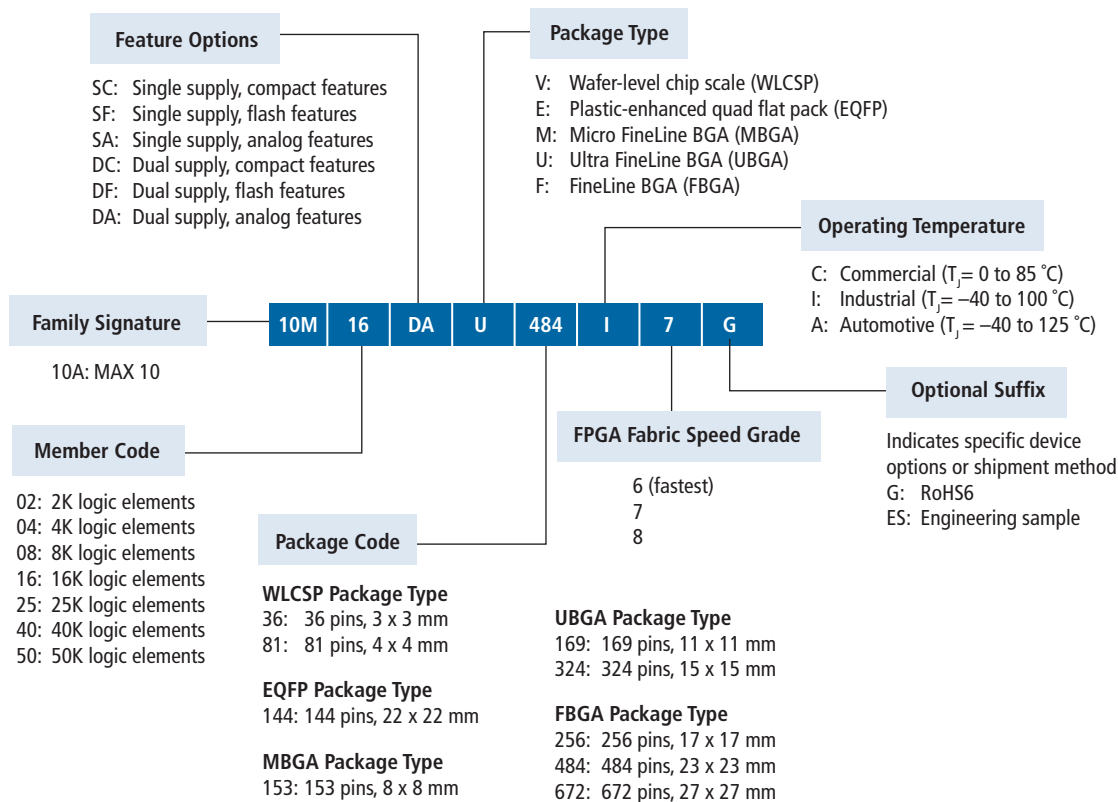 Feature Options
SC: Single supply, compact features
SF: Single supply, flash features
SA: Single supply, analog features
DC: Dual supply, compact features
DF: Dual supply, flash features
DA: Dual supply, analog features
Package Type
V: Wafer-level chip scale (WLCSP)
E: Plastic-enhanced quad flat pack (EQFP)
M: Micro FineLine BGA (MBGA)
U: Ultra FineLine BGA (UBGA)
F: FineLine BGA (FBGA)
Operating Temperature
C: Commercial (TJ= 0 to 85 ˚C)
I: Industrial (TJ= –40 to 100 ˚C)
A: Automotive (TJ = –40 to 125 ˚C)
Family Signature
10A: MAX 10
10M 16 DA U 484 I 7 G
Member Code
02: 2K logic elements
04: 4K logic elements
08: 8K logic elements
16: 16K logic elements
25: 25K logic elements
40: 40K logic elements
50: 50K logic elements
Package Code
WLCSP Package Type
36: 36 pins, 3 x 3 mm
81: 81 pins, 4 x 4 mm
EQFP Package Type
144: 144 pins, 22 x 22 mm
MBGA Package Type
153: 153 pins, 8 x 8 mm
UBGA Package Type
169: 169 pins, 11 x 11 mm
324: 324 pins, 15 x 15 mm
FBGA Package Type
256: 256 pins, 17 x 17 mm
484: 484 pins, 23 x 23 mm
672: 672 pins, 27 x 27 mm
FPGA Fabric Speed Grade
6 (fastest)
7
8
Optional Suffix
Indicates specific device
options or shipment method
G: RoHS6
ES: Engineering sample